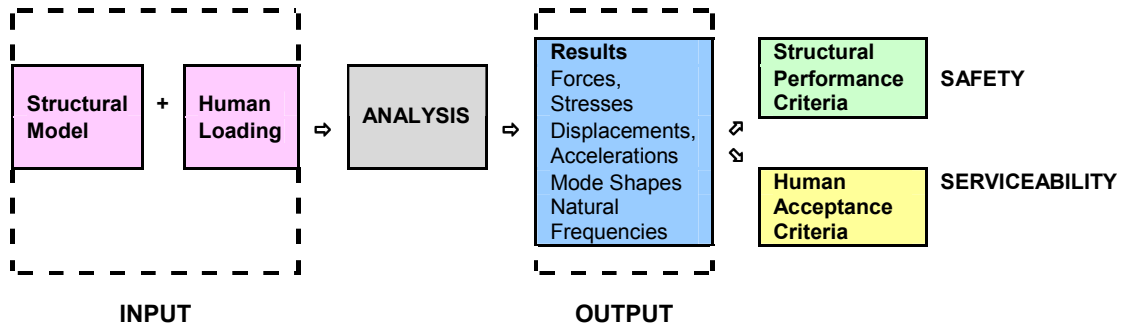 Structural
Model
+
Human
Loading
⇨
ANALYSIS
⇨
Results
Forces,
Stresses
Displacements,
Accelerations
Mode Shapes
Natural
Frequencies
Structural
Performance
Criteria
SAFETY
Human
Acceptance
Criteria
SERVICEABILITY
INPUT
OUTPUT